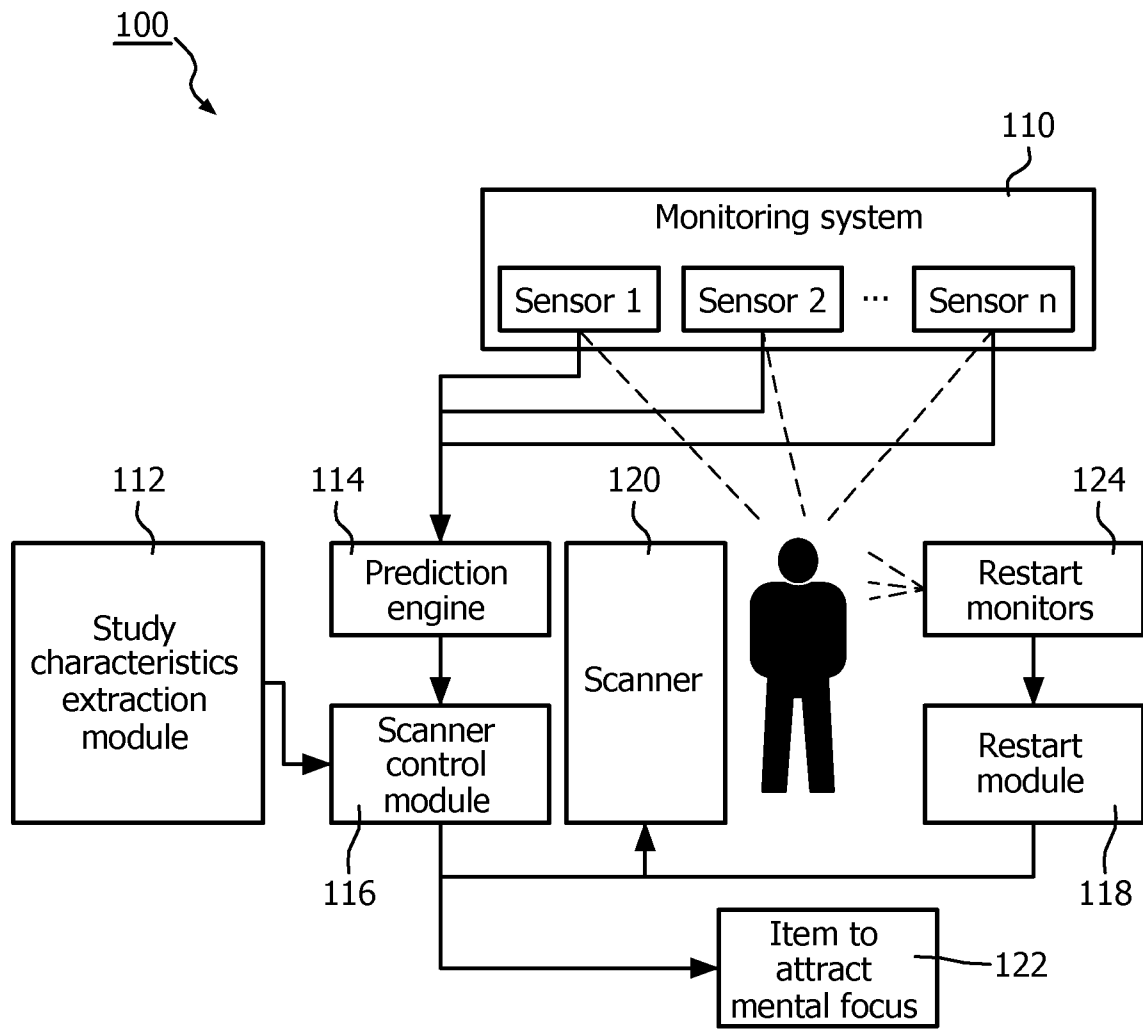 100
110
Monitoring system
Sensor 1
Sensor 2
...
Sensor n
112
114
120
124
Study
characteristics
extraction
module
Prediction
engine
Scanner
Restart
monitors
Scanner
control
module
Restart
module
116
118
Item to
attract
mental focus
122